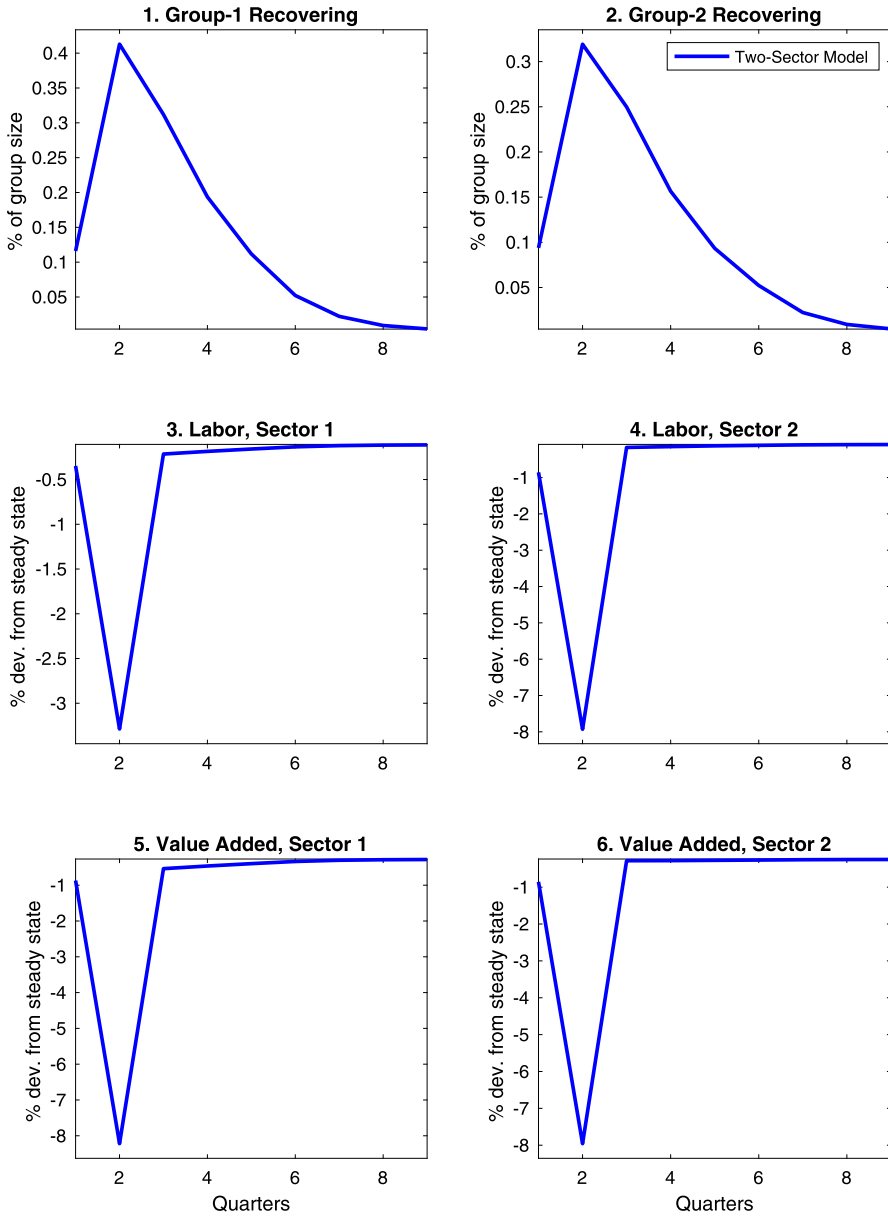 1. Group-1 Recovering
% of group size
0.4
0.35
0.3
0.25
0.2
0.15
0.1
0.05
2 4 6 8
2. Group-2 Recovering
Two-Sector Model
% of group size
0.3
0.25
0.2
0.15
0.1
0.05
2 4 6 8
3. Labor, Sector 1
% dev. from steady state
-0.5
-1
-1.5
-2
-2.5
-3
2 4 6 8
4. Labor, Sector 2
% dev. from steady state
-1
-2
-3
-4
-5
-6
-7
-8
2 4 6 8
5. Value Added, Sector 1
% dev. from steady state
-1
-2
-3
-4
-5
-6
-7
-8
2 4 6 8
Quarters
6. Value Added, Sector 2
% dev. from steady state
-1
-2
-3
-4
-5
-6
-7
-8
2 4 6 8
Quarters